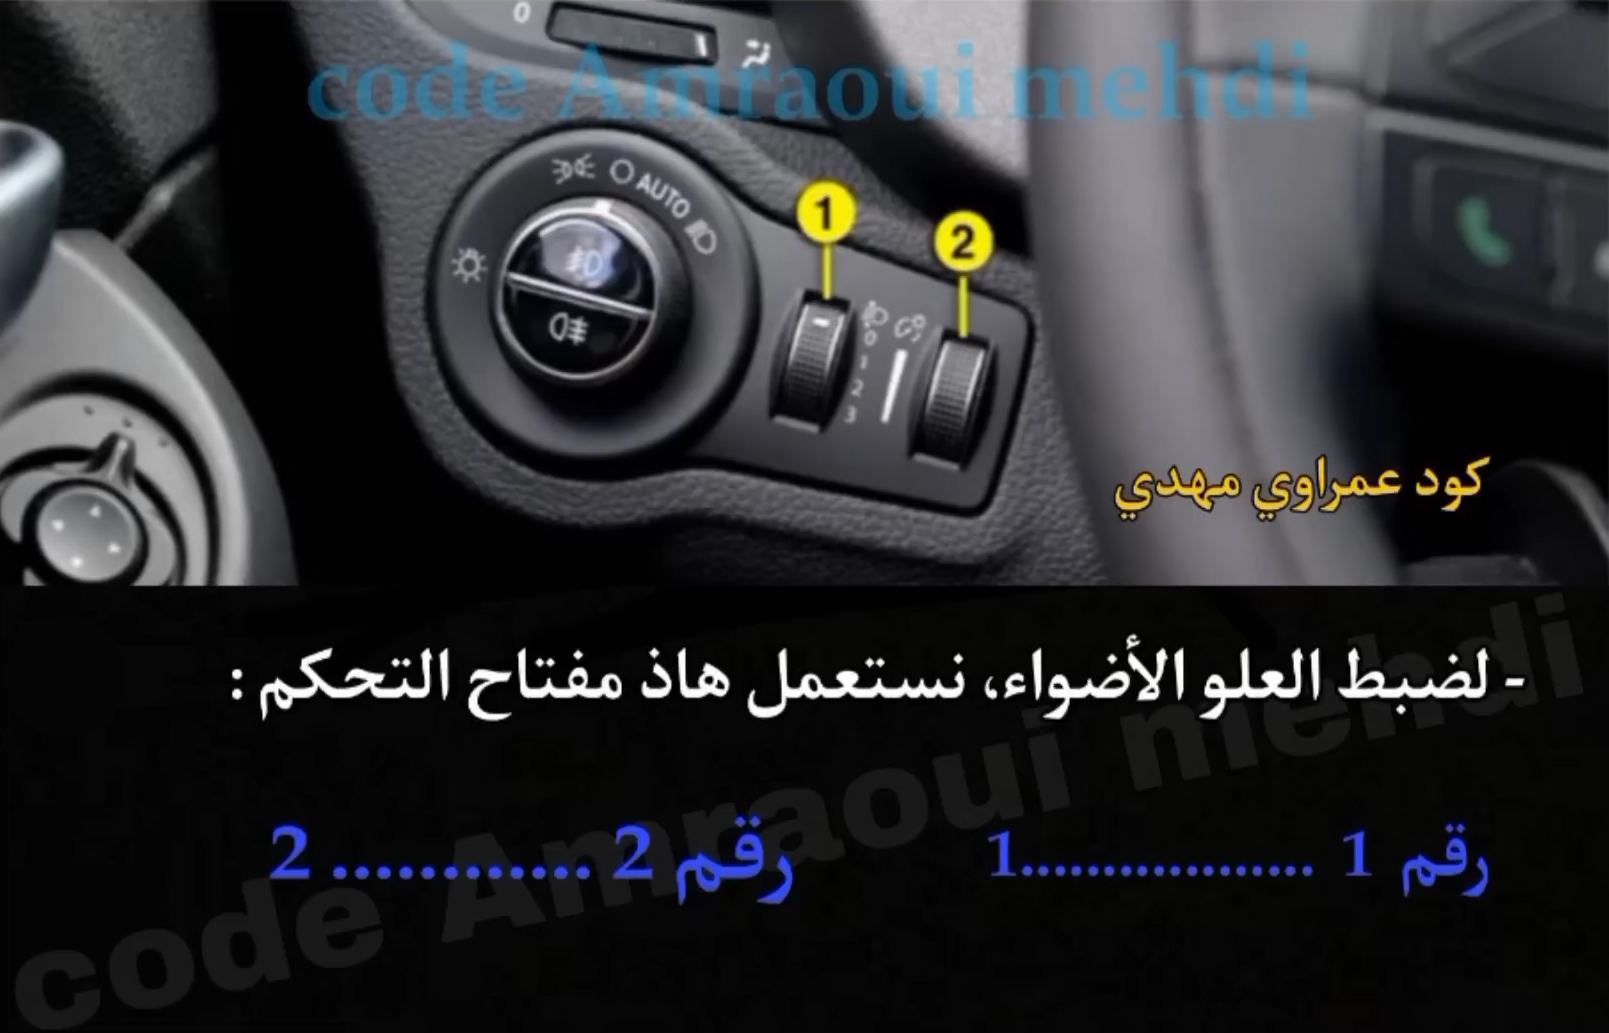 0
code Amraoui mehdi
AUTO
1
2
0
1
2
3
كود عمراوي مهدي
- لضبط العلو الأضواء، نستعمل هاذ مفتاح التحكم :
رقم 1 .................1
رقم 2 ............ 2
code Amraoui mehdi